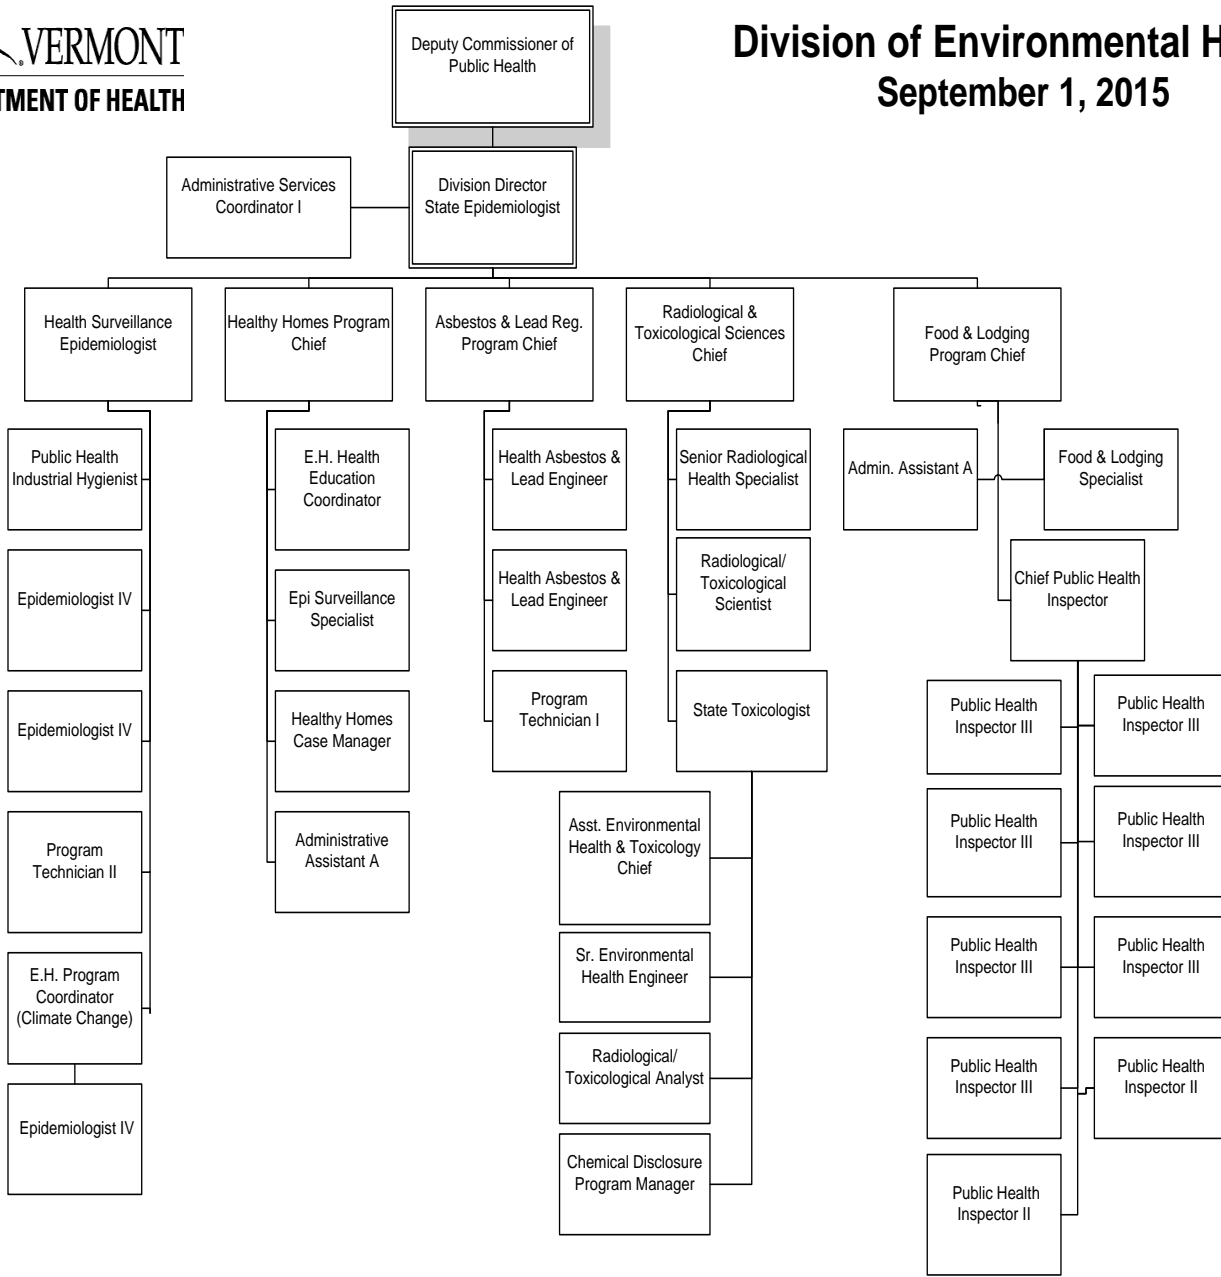 VERMONT
TMENT OF HEALTH
Division of Environmental H
September 1, 2015
Deputy Commissioner of
Public Health
Administrative Services
Coordinator I
Division Director
State Epidemiologist
Health Surveillance
Epidemiologist
Healthy Homes Program
Chief
Asbestos & Lead Reg.
Program Chief
Radiological &
Toxicological Sciences
Chief
Food & Lodging
Program Chief
Public Health
Industrial Hygienist
Epidemiologist IV
Epidemiologist IV
Program
Technician II
E.H. Program
Coordinator
(Climate Change)
Epidemiologist IV
E.H. Health
Education
Coordinator
Epi Surveillance
Specialist
Healthy Homes
Case Manager
Administrative
Assistant A
Health Asbestos &
Lead Engineer
Health Asbestos &
Lead Engineer
Program
Technician I
Senior Radiological
Health Specialist
Radiological/
Toxicological
Scientist
State Toxicologist
Asst. Environmental
Health & Toxicology
Chief
Sr. Environmental
Health Engineer
Radiological/
Toxicological Analyst
Chemical Disclosure
Program Manager
Admin. Assistant A
Food & Lodging
Specialist
Chief Public Health
Inspector
Public Health
Inspector III
Public Health
Inspector III
Public Health
Inspector III
Public Health
Inspector III
Public Health
Inspector III
Public Health
Inspector III
Public Health
Inspector III
Public Health
Inspector II
Public Health
Inspector II